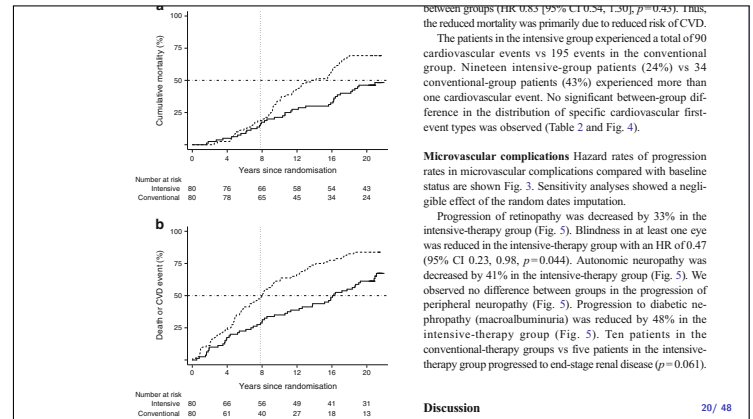 a
100
75
50
25
Cumulative mortality (%)
0 4 8 12 16 20
Years since randomisation
Number at risk
Intensive 80 76 66 58 54 43
Conventional 80 78 65 45 34 24
b
100
75
50
25
Death or CVD event (%)
0 4 8 12 16 20
Years since randomisation
Number at risk
Intensive 80 66 56 49 41 31
Conventional 80 61 40 27 18 13
between groups (HR 0.83 [95% CI 0.54, 1.30], p=0.43). Thus,
the reduced mortality was primarily due to reduced risk of CVD.
The patients in the intensive group experienced a total of 90
cardiovascular events vs 195 events in the conventional
group. Nineteen intensive-group patients (24%) vs 34
conventional-group patients (43%) experienced more than
one cardiovascular event. No significant between-group dif-
ference in the distribution of specific cardiovascular first-
event types was observed (Table 2 and Fig. 4).
Microvascular complications Hazard rates of progression
rates in microvascular complications compared with baseline
status are shown Fig. 3. Sensitivity analyses showed a negli-
gible effect of the random dates imputation.
Progression of retinopathy was decreased by 33% in the
intensive-therapy group (Fig. 5). Blindness in at least one eye
was reduced in the intensive-therapy group with an HR of 0.47
(95% CI 0.23, 0.98, p=0.044). Autonomic neuropathy was
decreased by 41% in the intensive-therapy group (Fig. 5). We
observed no difference between groups in the progression of
peripheral neuropathy (Fig. 5). Progression to diabetic ne-
phropathy (macroalbuminuria) was reduced by 48% in the
intensive-therapy group (Fig. 5). Ten patients in the
conventional-therapy groups vs five patients in the intensive-
therapy group progressed to end-stage renal disease (p=0.061).
Discussion
20/ 48